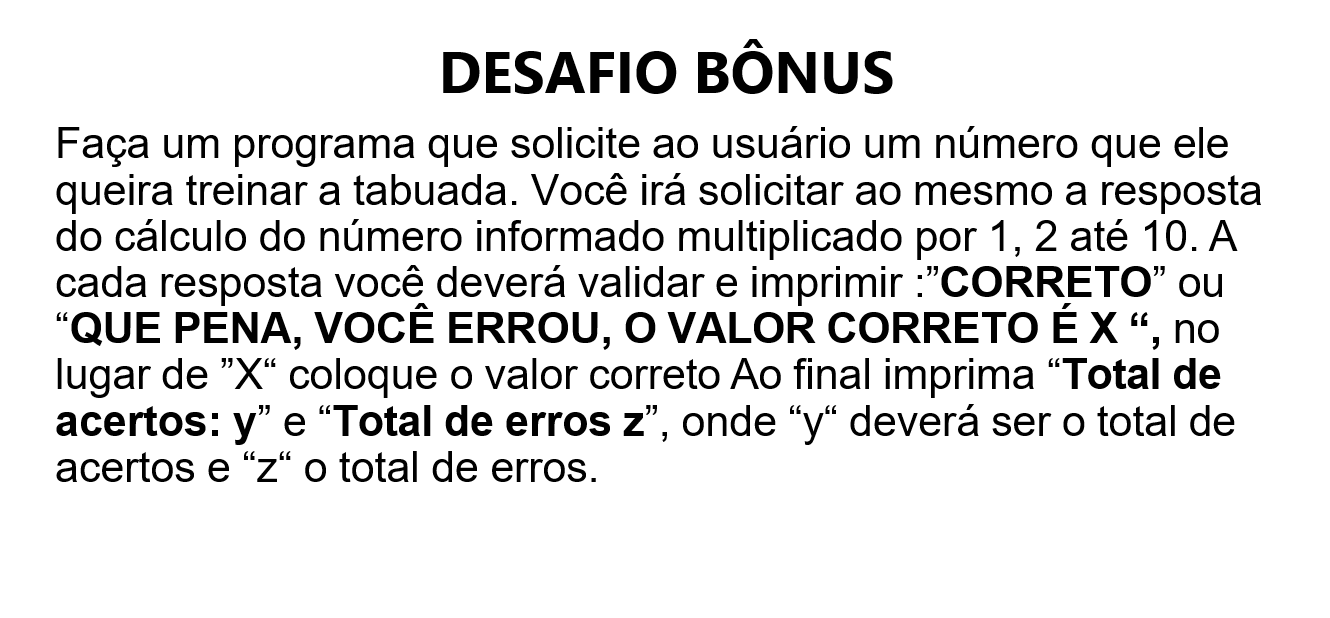 DESAFIO BÔNUS
Faça um programa que solicite ao usuário um número que ele
queira treinar a tabuada. Você irá solicitar ao mesmo a resposta
do cálculo do número informado multiplicado por 1, 2 até 10. A
cada resposta você deverá validar e imprimir :”CORRETO” ou
“QUE PENA, VOCÊ ERROU, O VALOR CORRETO É X “, no
lugar de ”X“ coloque o valor correto Ao final imprima “Total de
acertos: y” e “Total de erros z”, onde “y“ deverá ser o total de
acertos e “z“ o total de erros.